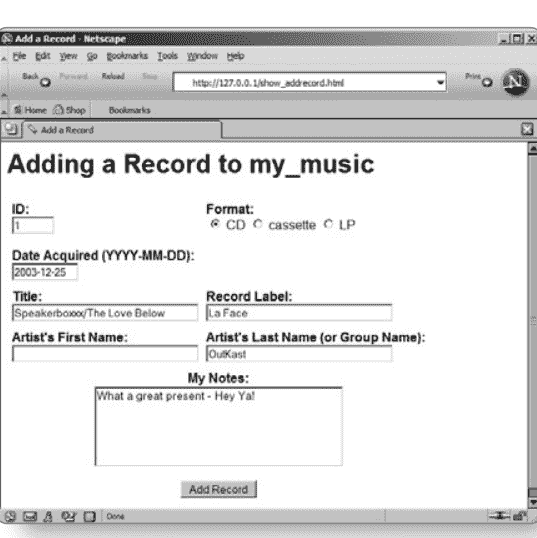 Add a Record - Netscape
File Edit View Go Bookmarks Tools Window Help
Back Forward Reload Stop http://127.0.0.1/show_addrecord.html Print N
Home Shop Bookmarks
Add a Record
Adding a Record to my_music
ID: Format:
1 CD cassette LP
Date Acquired (YYYY-MM-DD):
2003-12-25
Title: Record Label:
Speakerboxxx/The Love Below La Face
Artist's First Name: Artist's Last Name (or Group Name):
OutKast
My Notes:
What a great present - Hey Ya!
Add Record
Done